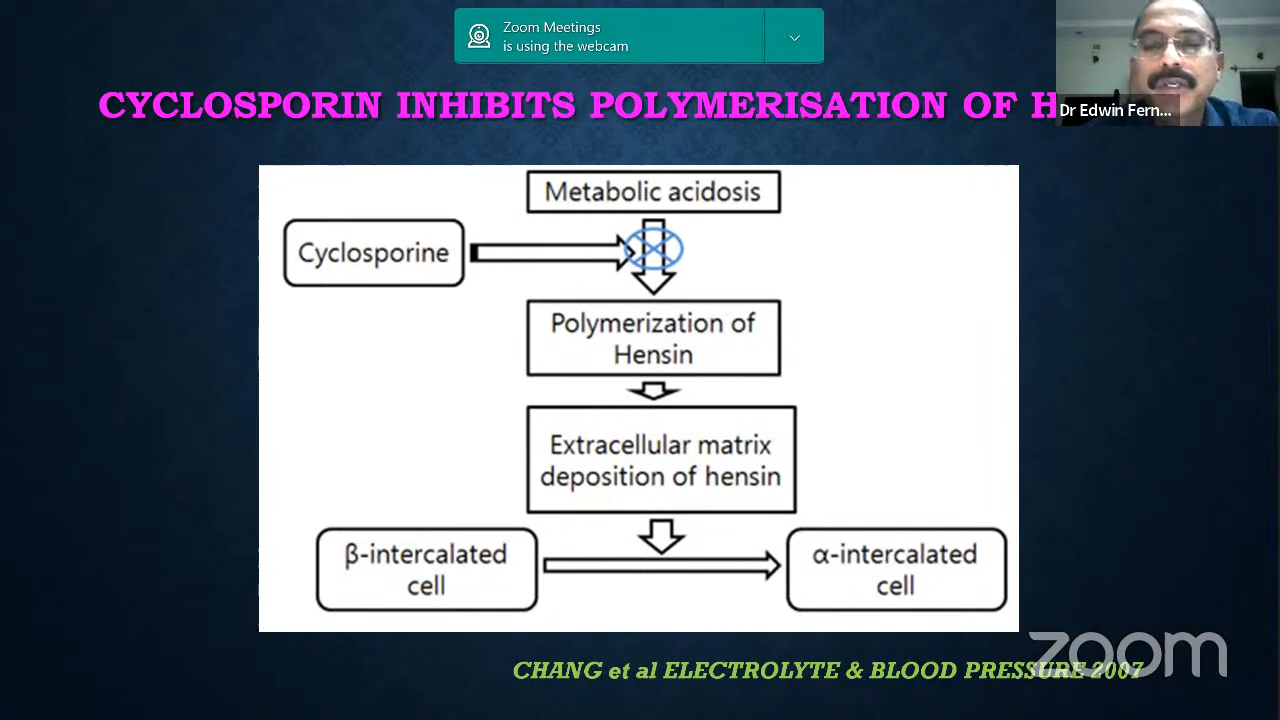 Zoom Meetings
is using the webcam
CYCLOSPORIN INHIBITS POLYMERISATION OF H
Dr Edwin Fern...
Metabolic acidosis
Cyclosporine
Polymerization of
Hensin
Extracellular matrix
deposition of hensin
β-intercalated
cell
α-intercalated
cell
zoom
CHANG et al ELECTROLYTE & BLOOD PRESSURE 2007